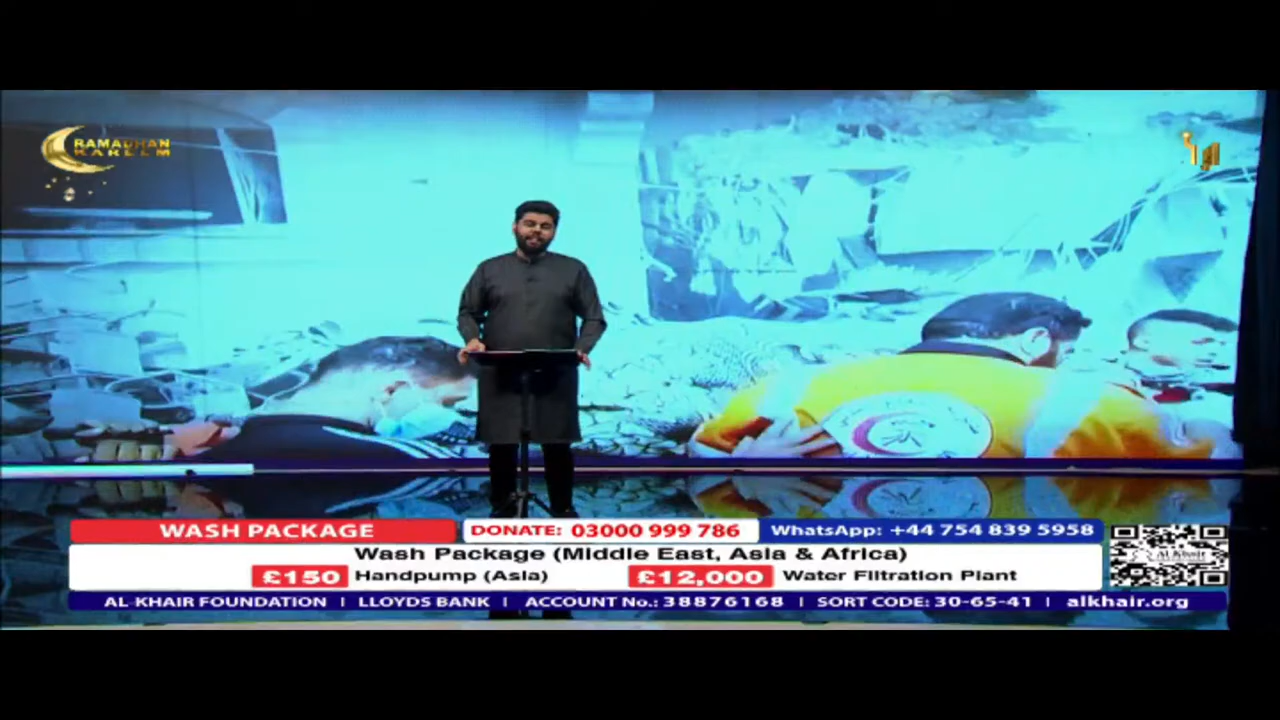 RAMADHAN
KAREEM
WASH PACKAGE
DONATE: 03000 999 786
WhatsApp: +44 754 839 5958
Wash Package (Middle East, Asia & Africa)
£150 Handpump (Asia)
£12,000 Water Filtration Plant
Al Khair
AL-KHAIR FOUNDATION | LLOYDS BANK | ACCOUNT No.: 38876168 | SORT CODE: 30-65-41 | alkhair.org